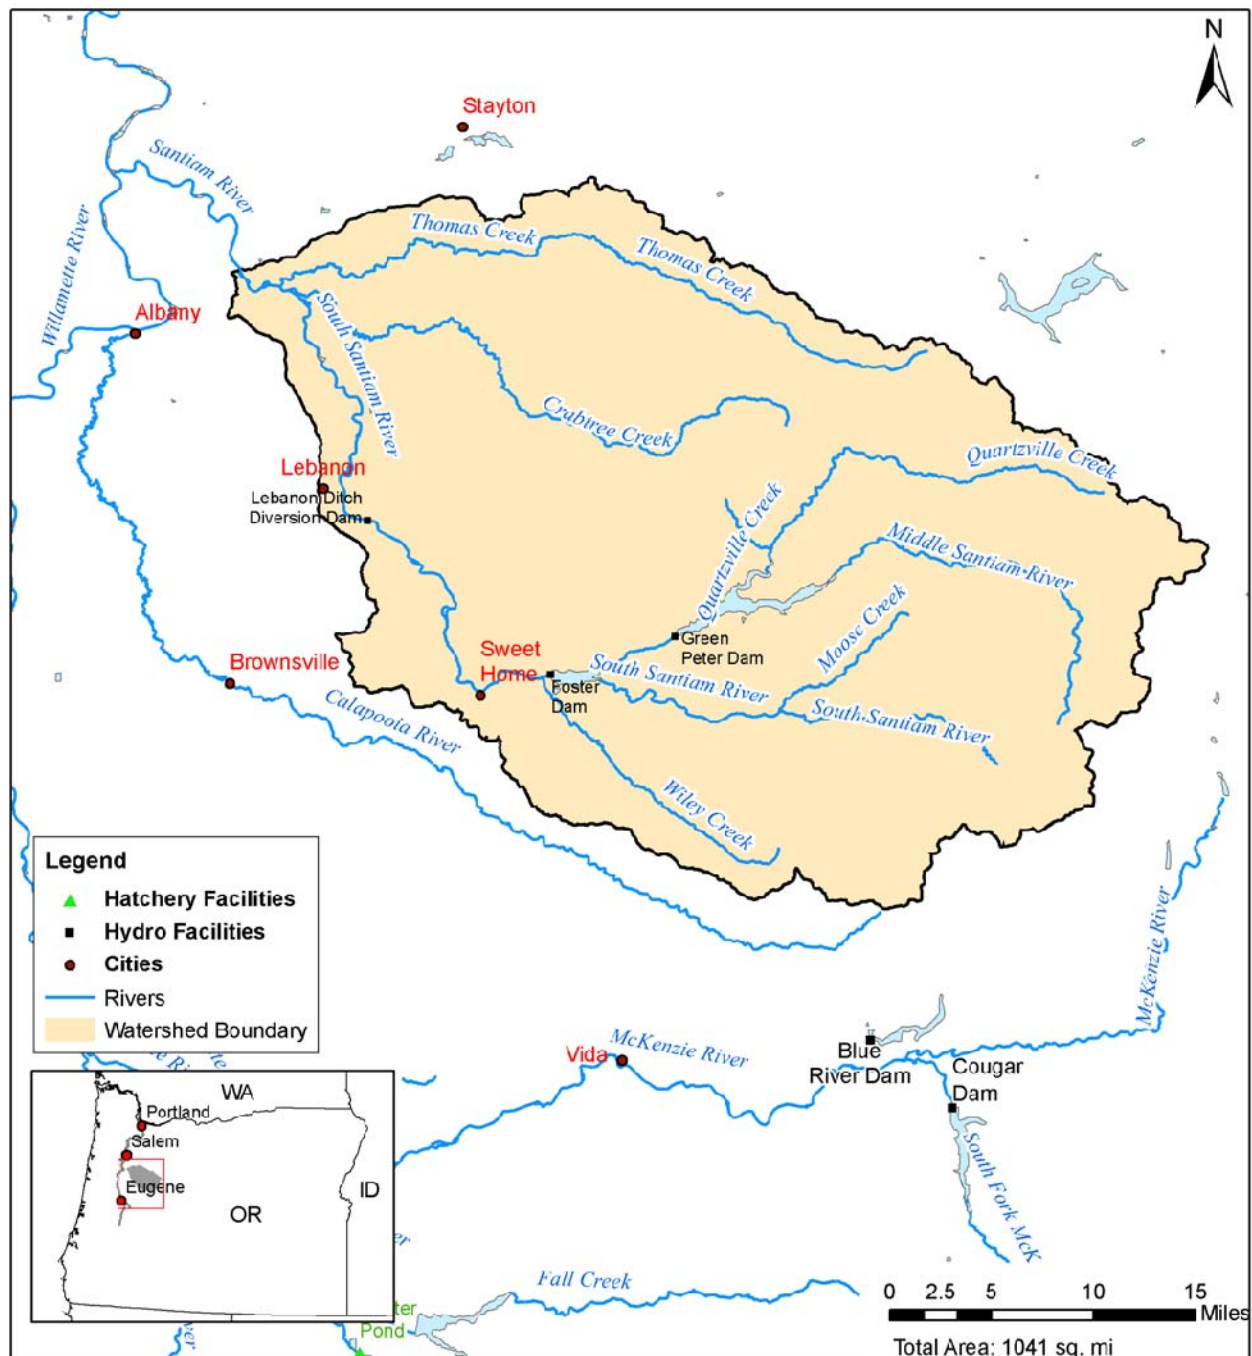 N
Stayton
Santiam River
Thomas Creek
Thomas Creek
Willamette River
Albany
South Santiam River
Crabtree Creek
Quartzville Creek
Lebanon
Lebanon Ditch
Diversion Dam
Quartzville Creek
Middle Santiam River
Moose Creek
Green
Peter Dam
Sweet
Home
Brownsville
South Santiam River
Foster
Dam
South Santiam River
Calapooia River
Wiley Creek
Legend
Hatchery Facilities
Hydro Facilities
Cities
Rivers
Watershed Boundary
McKenzie River
McKenzie River
Vida
Blue
River Dam
Cougar
Dam
South Fork McK
WA
Portland
Salem
Eugene
OR
ID
Fall Creek
ter
Pond
0 2.5 5 10 15
Miles
Total Area: 1041 sq. mi